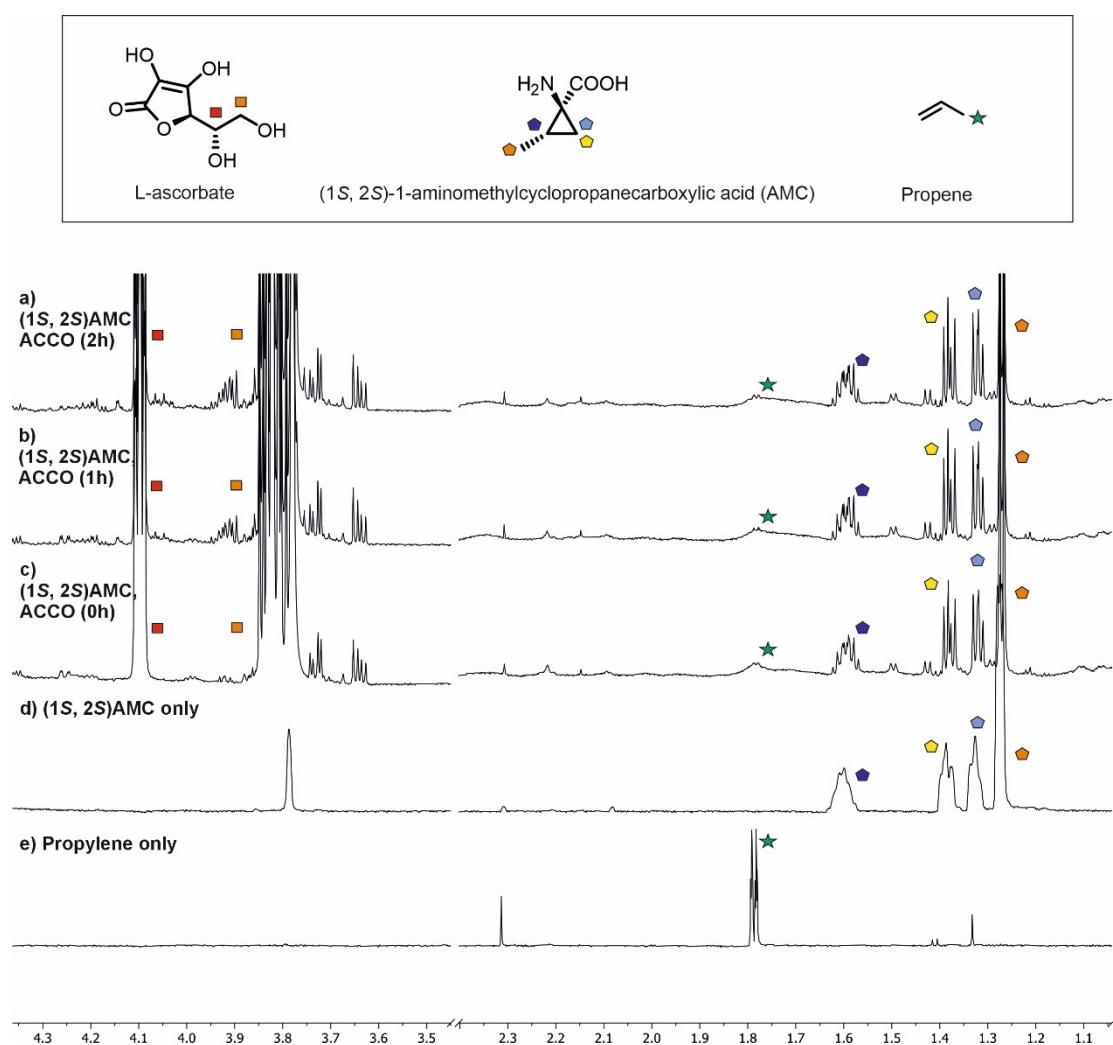 HO
OH
O
O
OH
OH
L-ascorbate
H₂N
COOH
(1S, 2S)-1-aminomethylcyclopropanecarboxylic acid (AMC)
Propene
a)
(1S, 2S)AMC
ACCO (2h)
b)
(1S, 2S)AMC,
ACCO (1h)
c)
(1S, 2S)AMC,
ACCO (0h)
d) (1S, 2S)AMC only
e) Propylene only
4.3 4.2 4.1 4.0 3.9 3.8 3.7 3.6 3.5 2.3 2.2 2.1 2.0 1.9 1.8 1.7 1.6 1.5 1.4 1.3 1.2 1.1